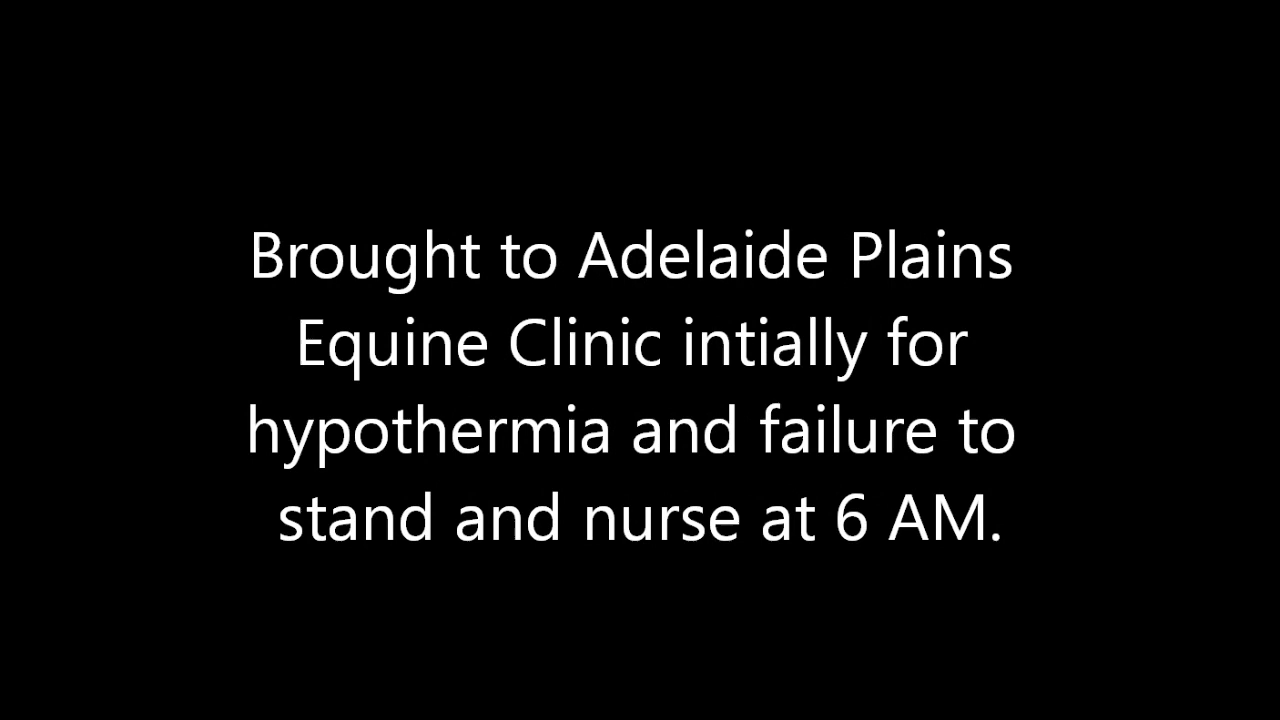 Brought to Adelaide Plains
Equine Clinic intially for
hypothermia and failure to
stand and nurse at 6 AM.